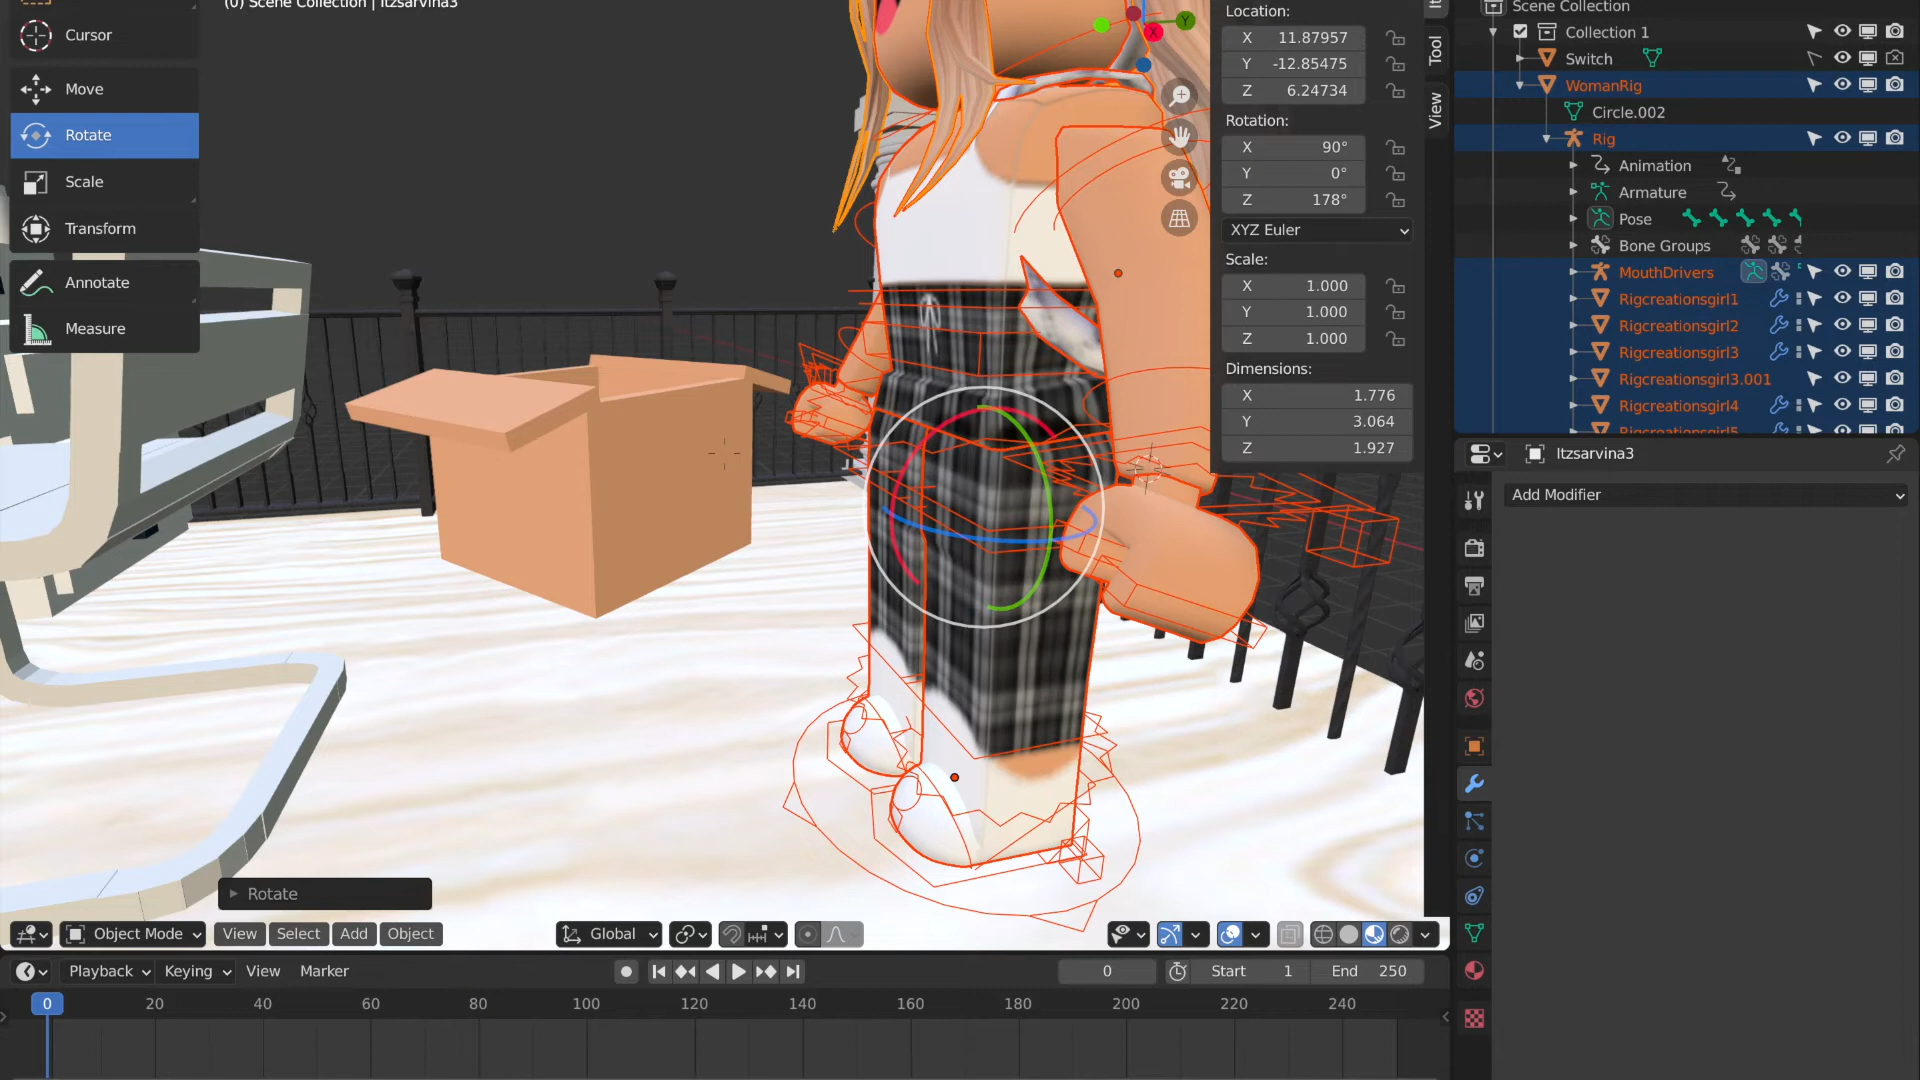 (0) Scene Collection | Itzsarvina3
Cursor
Move
Rotate
Scale
Transform
Annotate
Measure
Rotate
Location:
X 11.87957
Y -12.85475
Z 6.24734
Rotation:
X 90°
Y 0°
Z 178°
XYZ Euler
Scale:
X 1.000
Y 1.000
Z 1.000
Dimensions:
X 1.776
Y 3.064
Z 1.927
Tool
View
Y
X
Scene Collection
Collection 1
Switch
WomanRig
Circle.002
Rig
Animation
Armature
Pose
Bone Groups
MouthDrivers
Rigcreationsgirl1
Rigcreationsgirl2
Rigcreationsgirl3
Rigcreationsgirl3.001
Rigcreationsgirl4
Rigcreationsgirl5
Itzsarvina3
Add Modifier
Object Mode View Select Add Object Global
Playback Keying View Marker 0 Start 1 End 250
0 20 40 60 80 100 120 140 160 180 200 220 240